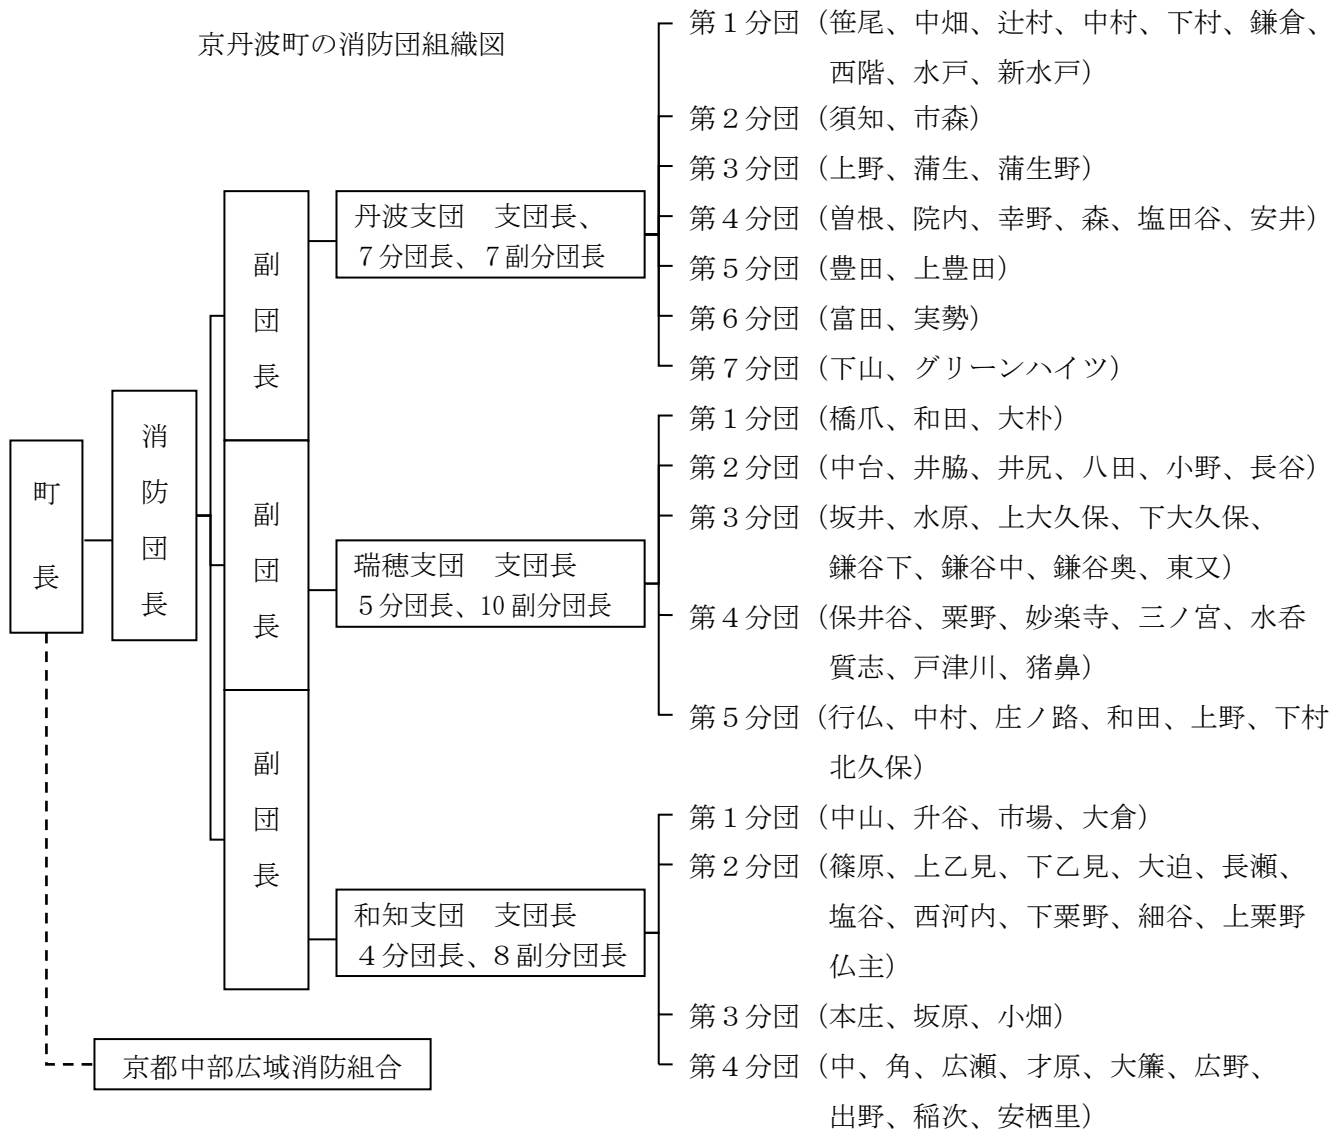 京丹波町の消防団組織図
町長
消防団長
副団長
副団長
副団長
丹波支団　支団長、
７分団長、７副分団長
第１分団（笹尾、中畑、辻村、中村、下村、鎌倉、
西階、水戸、新水戸）
第２分団（須知、市森）
第３分団（上野、蒲生、蒲生野）
第４分団（曽根、院内、幸野、森、塩田谷、安井）
第５分団（豊田、上豊田）
第６分団（富田、実勢）
第７分団（下山、グリーンハイツ）
瑞穂支団　支団長
５分団長、10副分団長
第１分団（橋爪、和田、大朴）
第２分団（中台、井脇、井尻、八田、小野、長谷）
第３分団（坂井、水原、上大久保、下大久保、
鎌谷下、鎌谷中、鎌谷奥、東又）
第４分団（保井谷、粟野、妙楽寺、三ノ宮、水呑
質志、戸津川、猪鼻）
第５分団（行仏、中村、庄ノ路、和田、上野、下村
北久保）
和知支団　支団長
４分団長、８副分団長
第１分団（中山、升谷、市場、大倉）
第２分団（篠原、上乙見、下乙見、大迫、長瀬、
塩谷、西河内、下粟野、細谷、上粟野
仏主）
第３分団（本庄、坂原、小畑）
第４分団（中、角、広瀬、才原、大簾、広野、
出野、稲次、安栖里）
京都中部広域消防組合